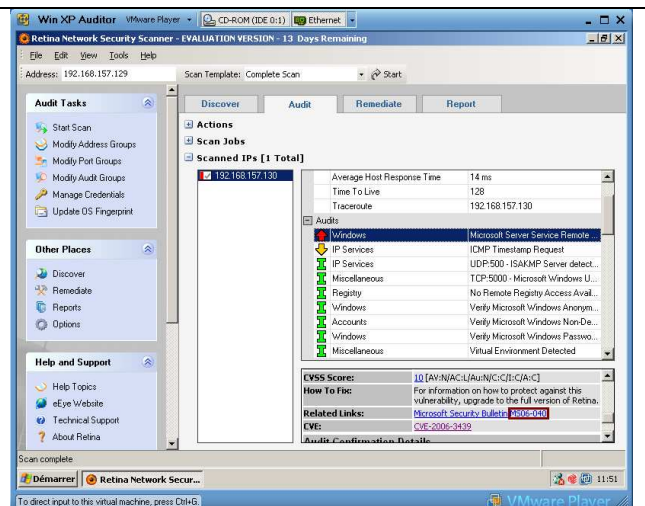 Win XP Auditor VMware Player CD-ROM (IDE 0:1) Ethernet
Retina Network Security Scanner - EVALUATION VERSION - 13 Days Remaining
File Edit View Tools Help
Address: 192.168.157.129 Scan Template: Complete Scan Start
Audit Tasks
Start Scan
Modify Address Groups
Modify Port Groups
Modify Audit Groups
Manage Credentials
Update OS Fingerprint
Other Places
Discover
Remediate
Reports
Options
Help and Support
Help Topics
eEye Website
Technical Support
About Retina
Discover Audit Remediate Report
Actions
Scan Jobs
Scanned IPs [1 Total]
192.168.157.130
Average Host Response Time 14 ms
Time To Live 128
Traceroute 192.168.157.130
Audits
Windows Microsoft Server Service Remote ...
IP Services ICMP Timestamp Request
IP Services UDP:500 - ISAKMP Server detect...
Miscellaneous TCP:5000 - Microsoft Windows U...
Registry No Remote Registry Access Avail...
Windows Verify Microsoft Windows Anonym...
Accounts Verify Microsoft Windows Non-De...
Windows Verify Microsoft Windows Passwo...
Miscellaneous Virtual Environment Detected
CVSS Score: 10 [AV:N/AC:L/Au:N/C:C/I:C/A:C]
How To Fix: For information on how to protect against this
vulnerability, upgrade to the full version of Retina.
Related Links: Microsoft Security Bulletin MS06-040
CVE: CVE-2006-3439
Audit Confirmation Details
Scan complete
Démarrer Retina Network Secur... 11:51
To direct input to this virtual machine, press Ctrl+G. VMware Player